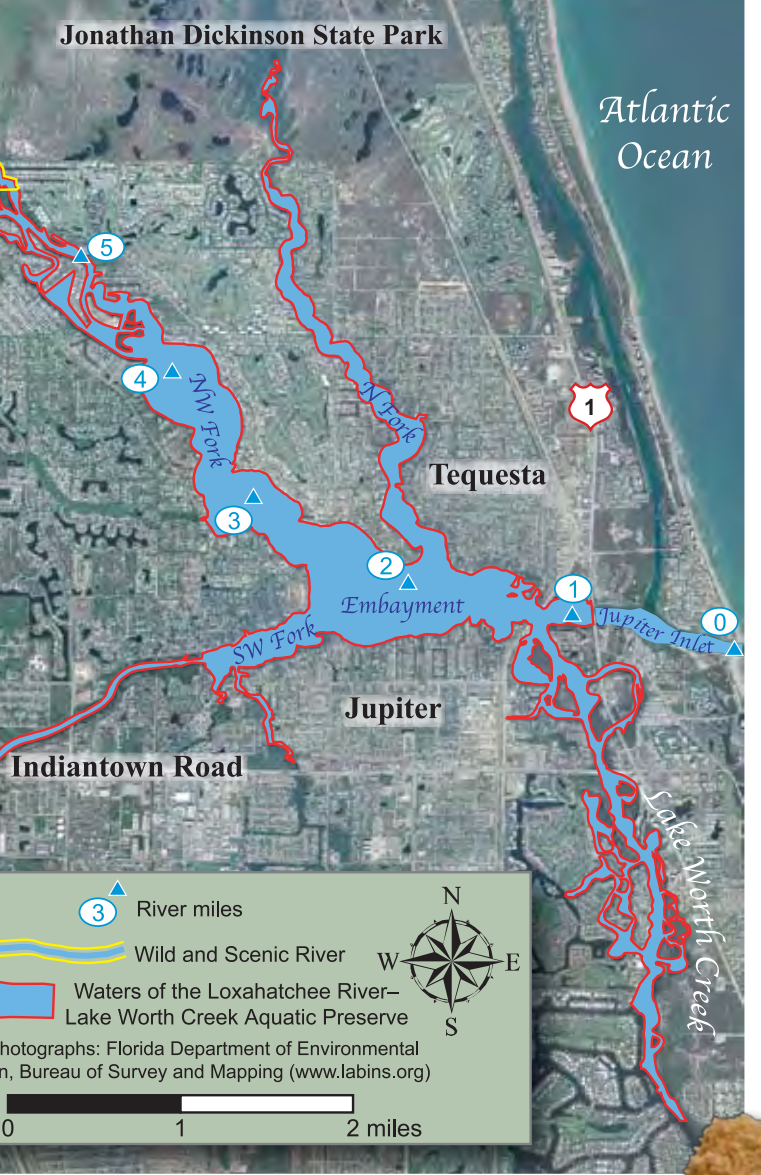 Jonathan Dickinson State Park
Atlantic
Ocean
5
4
NW Fork
N Fork
1
Tequesta
3
2
Embayment
1
Jupiter Inlet
0
SW Fork
Jupiter
Indiantown Road
Lake Worth Creek
3 River miles
Wild and Scenic River
Waters of the Loxahatchee River–
Lake Worth Creek Aquatic Preserve
N
W E
S
hotographs: Florida Department of Environmental
n, Bureau of Survey and Mapping (www.labins.org)
0 1 2 miles